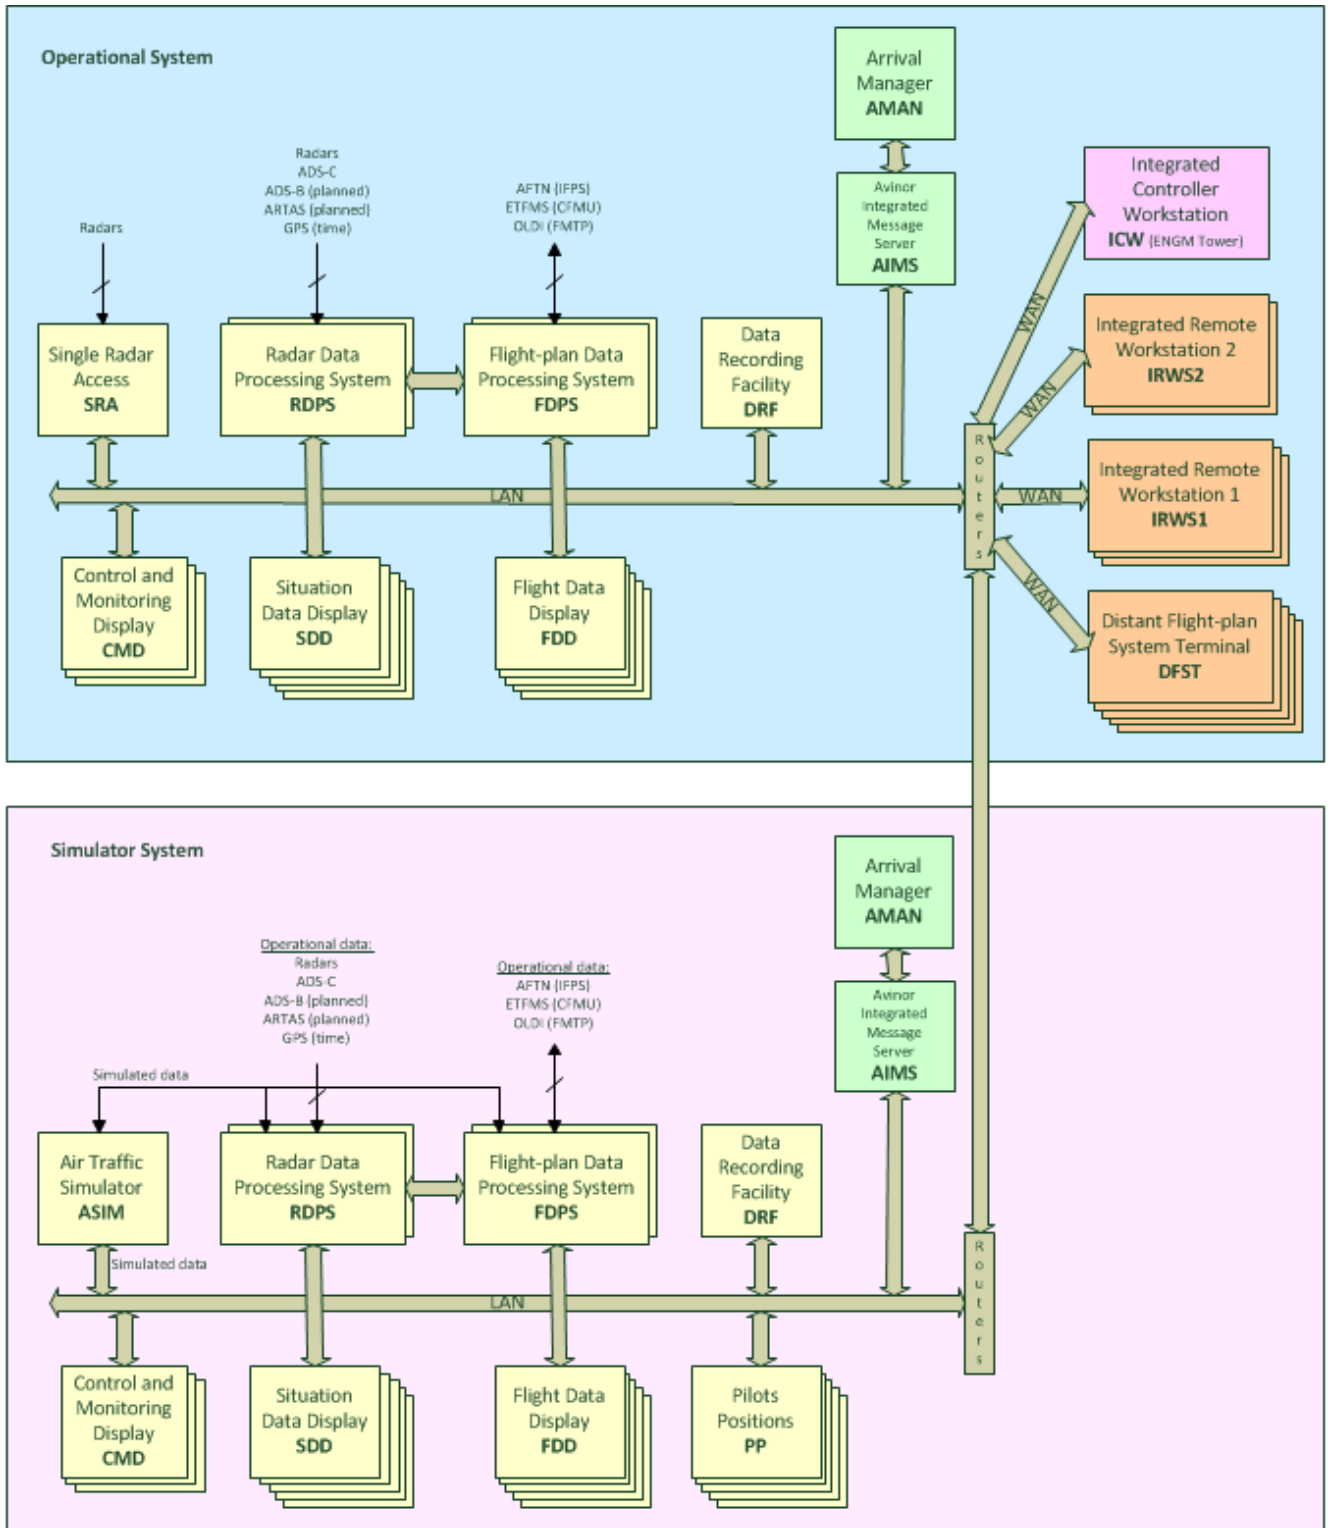 Operational System
Arrival
Manager
AMAN
Radars
ADS-C
ADS-B (planned)
ARTAS (planned)
GPS (time)
AFTN (IFPS)
ETFMS (CFMU)
OLDI (FMTP)
Radars
Avinor
Integrated
Message
Server
AIMS
Integrated
Controller
Workstation
ICW (ENGM Tower)
WAN
Single Radar
Access
SRA
Radar Data
Processing System
RDPS
Flight-plan Data
Processing System
FDPS
Data
Recording
Facility
DRF
Integrated Remote
Workstation 2
IRWS2
WAN
Routers
LAN
WAN
Integrated Remote
Workstation 1
IRWS1
Control and
Monitoring
Display
CMD
Situation
Data Display
SDD
Flight Data
Display
FDD
WAN
Distant Flight-plan
System Terminal
DFST
Simulator System
Arrival
Manager
AMAN
Operational data:
Radars
ADS-C
ADS-B (planned)
ARTAS (planned)
GPS (time)
Operational data:
AFTN (IFPS)
ETFMS (CFMU)
OLDI (FMTP)
Avinor
Integrated
Message
Server
AIMS
Simulated data
Air Traffic
Simulator
ASIM
Radar Data
Processing System
RDPS
Flight-plan Data
Processing System
FDPS
Data
Recording
Facility
DRF
Simulated data
Routers
LAN
Control and
Monitoring
Display
CMD
Situation
Data Display
SDD
Flight Data
Display
FDD
Pilots
Positions
PP